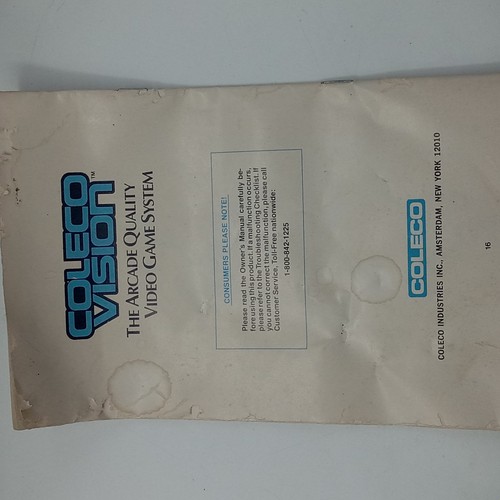 COLECO
VISION™
THE ARCADE QUALITY
VIDEO GAME SYSTEM
CONSUMERS PLEASE NOTE!
Please read the Owner's Manual carefully be-
fore using this product. If a malfunction occurs,
please refer to the Troubleshooting Checklist. If
you cannot correct the malfunction, please call
Customer Service, Toll-Free nationwide:
1-800-842-1225
COLECO
COLECO INDUSTRIES INC., AMSTERDAM, NEW YORK 12010
16